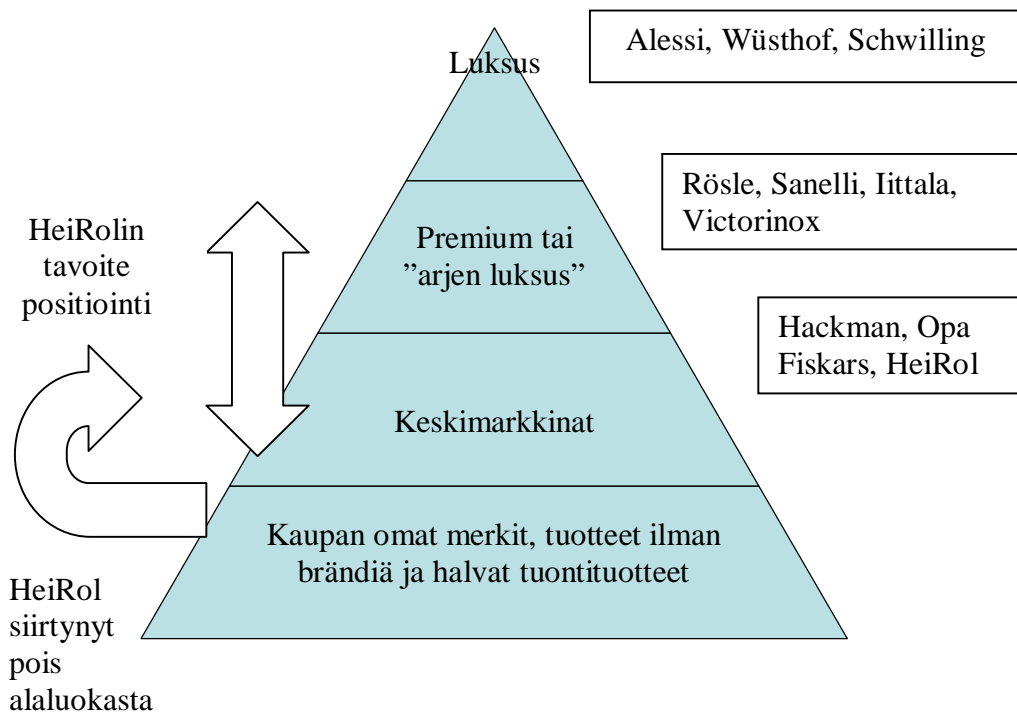 Luksus
Alessi, Wüsthof, Schwilling
Rösle, Sanelli, Iittala,
Victorinox
HeiRolin
tavoite
positiointi
Premium tai
”arjen luksus”
Hackman, Opa
Fiskars, HeiRol
Keskimarkkinat
Kaupan omat merkit, tuotteet ilman
brändiä ja halvat tuontituotteet
HeiRol
siirtynyt
pois
alaluokasta